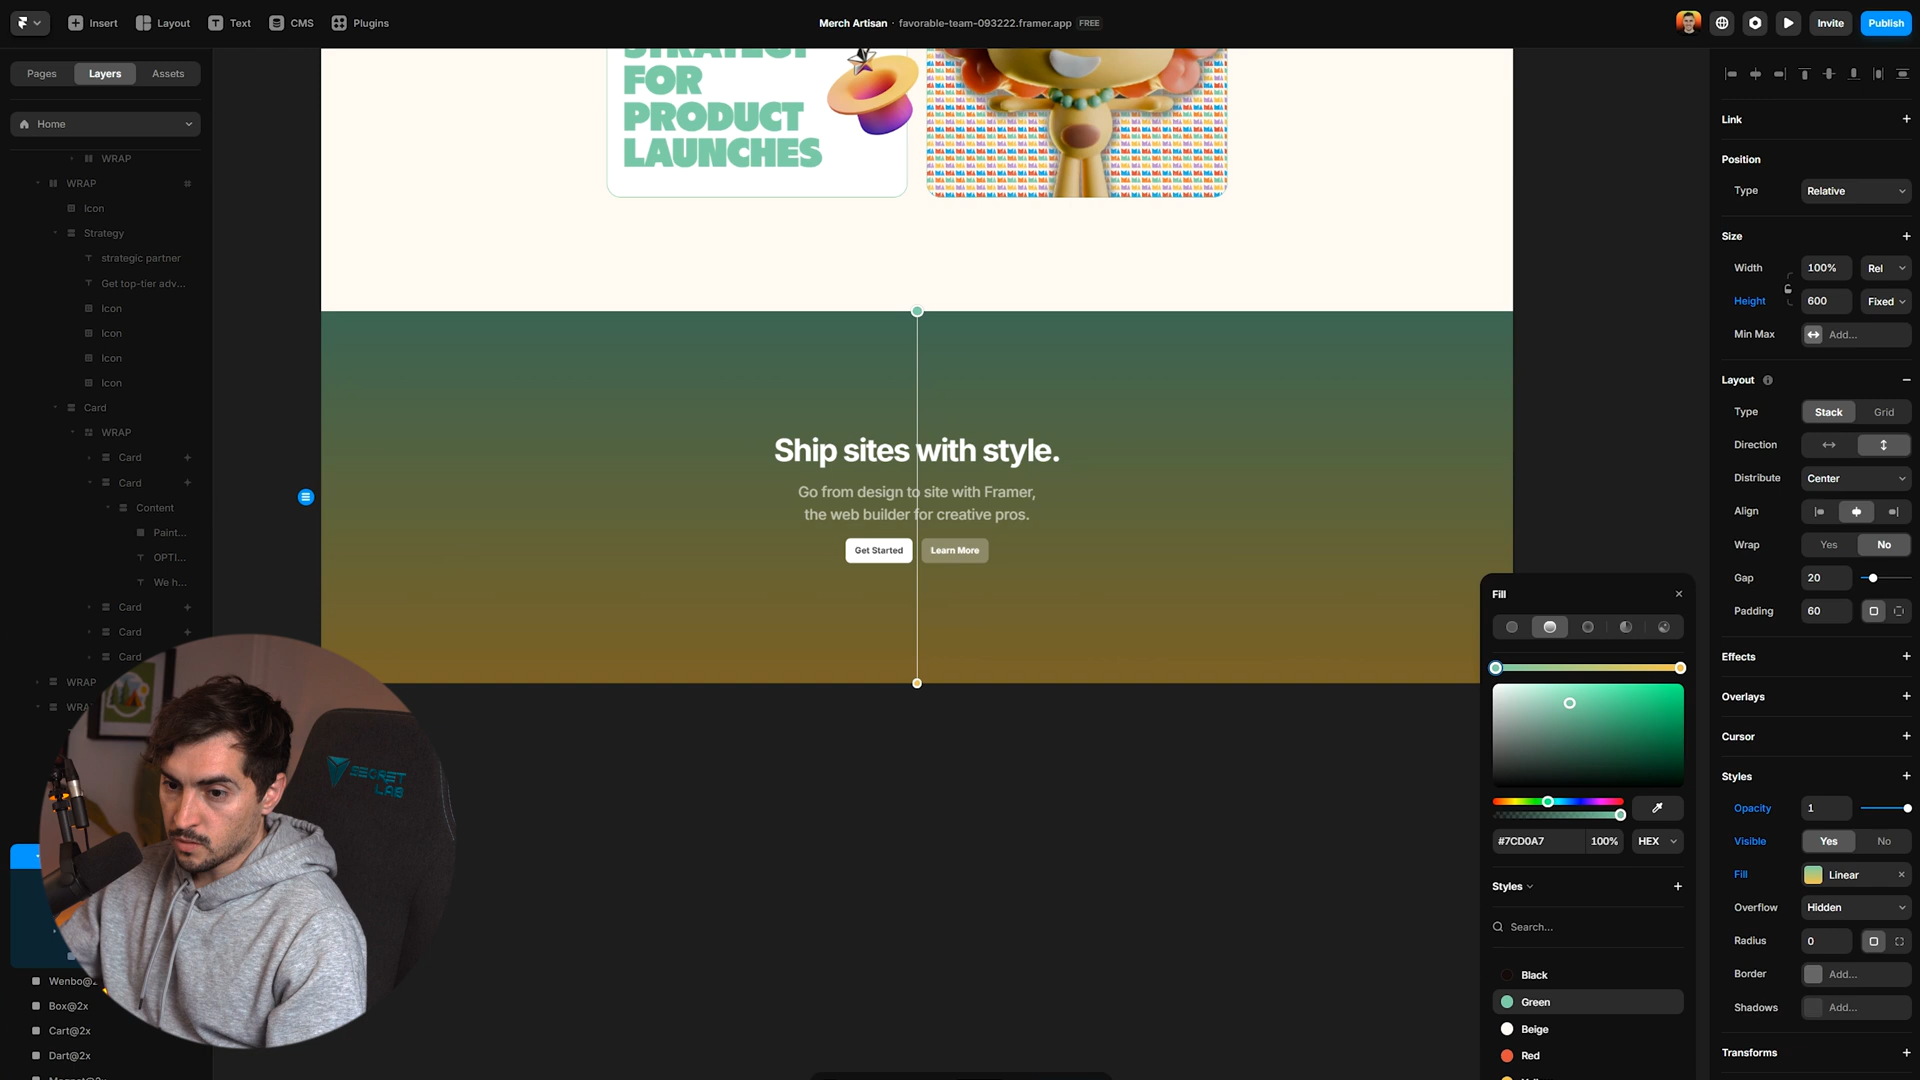 Insert
Layout
Text
CMS
Plugins
Merch Artisan · favorable-team-093222.framer.app FREE
Invite
Publish
Pages
Layers
Assets
Home
WRAP
WRAP
Icon
Strategy
strategic partner
Get top-tier adv...
Icon
Icon
Icon
Icon
Card
WRAP
Card
Card
Content
Paint...
OPTI...
We h...
Card
Card
Card
WRAP
Box@2x
Cart@2x
Dart@2x
STRATEGY
FOR
PRODUCT
LAUNCHES
Ship sites with style.
Go from design to site with Framer,
the web builder for creative pros.
Get Started
Learn More
SECRET
LAB
Fill
#7CD0A7
100%
HEX
Styles
Search...
Black
Green
Beige
Red
Link
Position
Type
Relative
Size
Width
100%
Rel
Height
600
Fixed
Min Max
Add...
Layout
Type
Stack
Grid
Direction
Distribute
Center
Align
Wrap
Yes
No
Gap
20
Padding
60
Effects
Overlays
Cursor
Styles
Opacity
1
Visible
Yes
No
Fill
Linear
Overflow
Hidden
Radius
0
Border
Add...
Shadows
Add...
Transforms